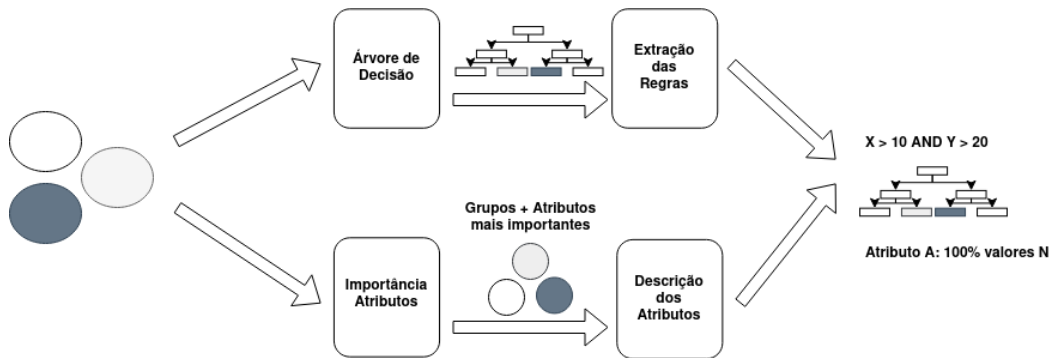 Árvore de
Decisão
Extração
das
Regras
X > 10 AND Y > 20
Grupos + Atributos
mais importantes
Importância
Atributos
Descrição
dos
Atributos
Atributo A: 100% valores N